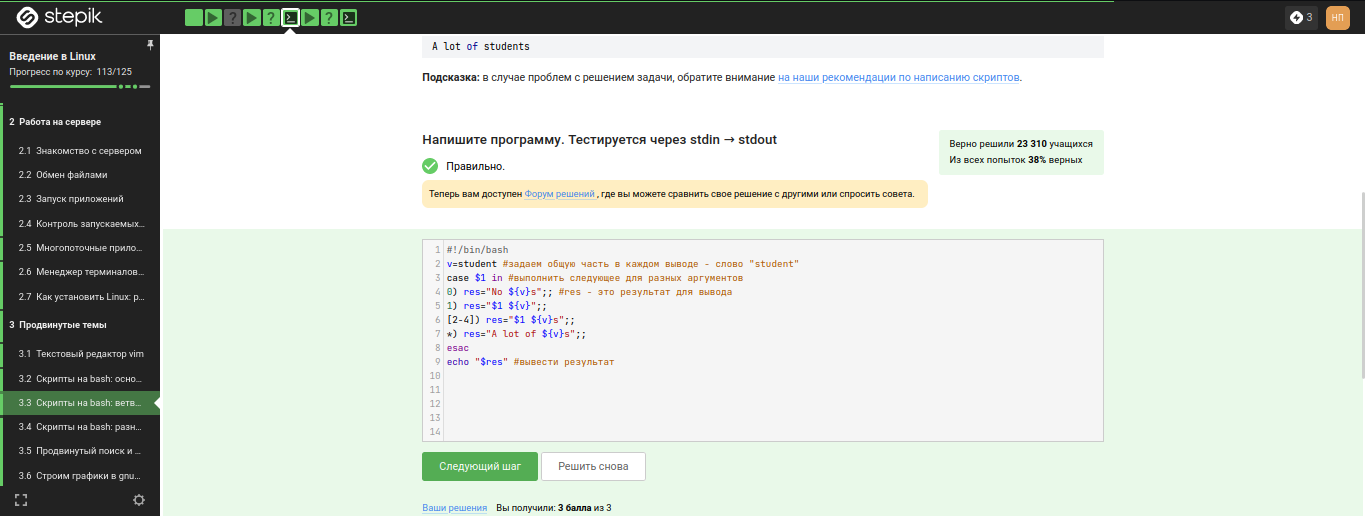 stepik
3
НП
Введение в Linux
Прогресс по курсу: 113/125
2 Работа на сервере
2.1 Знакомство с сервером
2.2 Обмен файлами
2.3 Запуск приложений
2.4 Контроль запускаемых...
2.5 Многопоточные прило...
2.6 Менеджер терминалов...
2.7 Как установить Linux: р...
3 Продвинутые темы
3.1 Текстовый редактор vim
3.2 Скрипты на bash: осно...
3.3 Скрипты на bash: ветв...
3.4 Скрипты на bash: разн...
3.5 Продвинутый поиск и ...
3.6 Строим графики в gnu...
A lot of students
Подсказка: в случае проблем с решением задачи, обратите внимание на наши рекомендации по написанию скриптов.
Напишите программу. Тестируется через stdin → stdout
Верно решили 23 310 учащихся
Из всех попыток 38% верных
Правильно.
Теперь вам доступен Форум решений , где вы можете сравнить свое решение с другими или спросить совета.
1 #!/bin/bash
2 v=student #задаем общую часть в каждом выводе - слово "student"
3 case $1 in #выполнить следующее для разных аргументов
4 0) res="No ${v}s";; #res - это результат для вывода
5 1) res="$1 ${v}";;
6 [2-4]) res="$1 ${v}s";;
7 *) res="A lot of ${v}s";;
8 esac
9 echo "$res" #вывести результат
10
11
12
13
14
Следующий шаг
Решить снова
Ваши решения Вы получили: 3 балла из 3